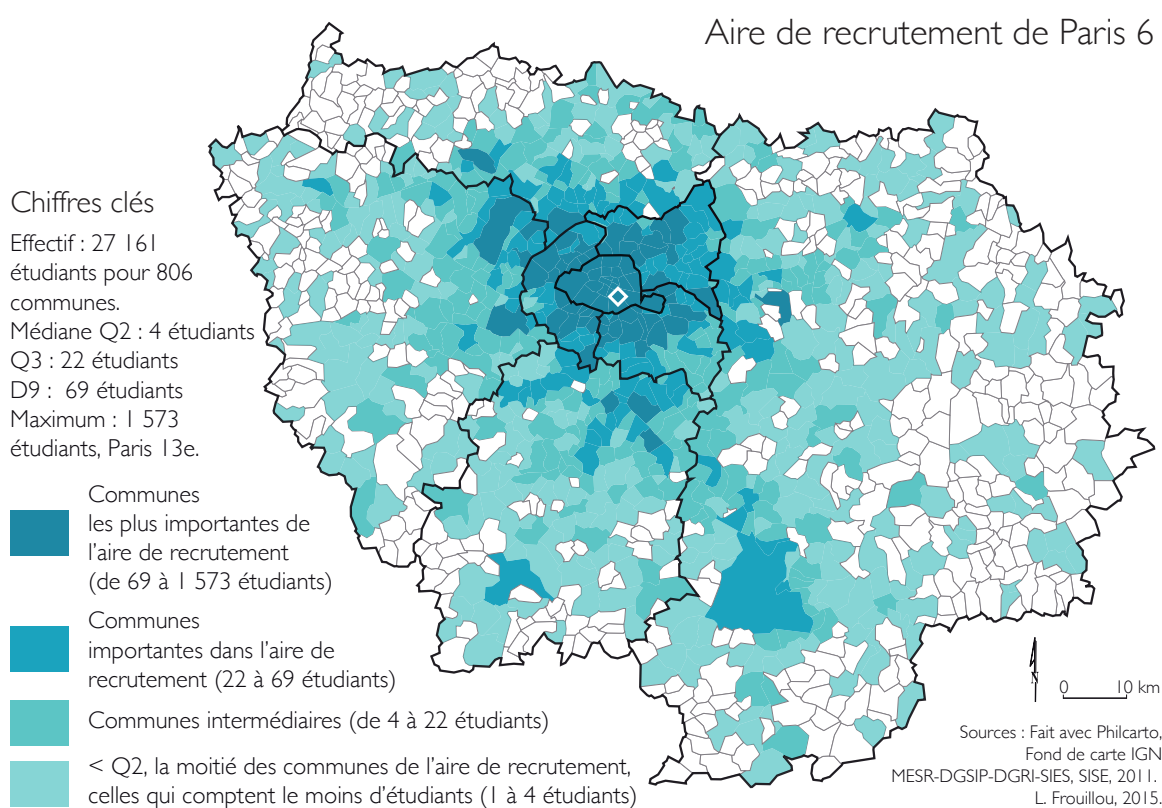 Aire de recrutement de Paris 6
Chiffres clés
Effectif : 27 161
étudiants pour 806
communes.
Médiane Q2 : 4 étudiants
Q3 : 22 étudiants
D9 :  69 étudiants
Maximum : 1 573
étudiants, Paris 13e.
Communes
les plus importantes de
l'aire de recrutement
(de 69 à 1 573 étudiants)
Communes
importantes dans l'aire de
recrutement (22 à 69 étudiants)
Communes intermédiaires (de 4 à 22 étudiants)
< Q2, la moitié des communes de l'aire de recrutement,
celles qui comptent le moins d'étudiants (1 à 4 étudiants)
N
0 10 km
Sources : Fait avec Philcarto,
Fond de carte IGN
MESR-DGSIP-DGRI-SIES, SISE, 2011.
L. Frouillou, 2015.